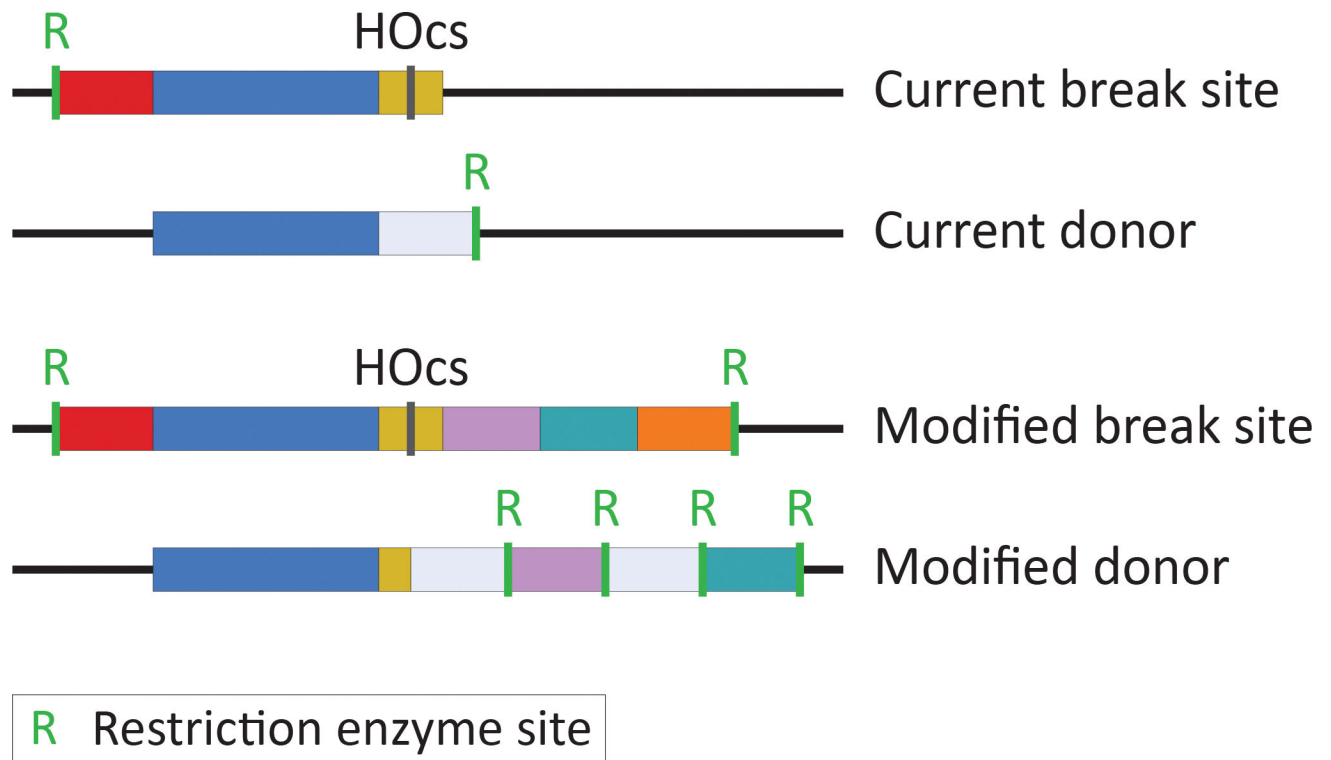 R HOcs
Current break site
R
Current donor
R HOcs R
Modified break site
R R R R
Modified donor
R Restriction enzyme site